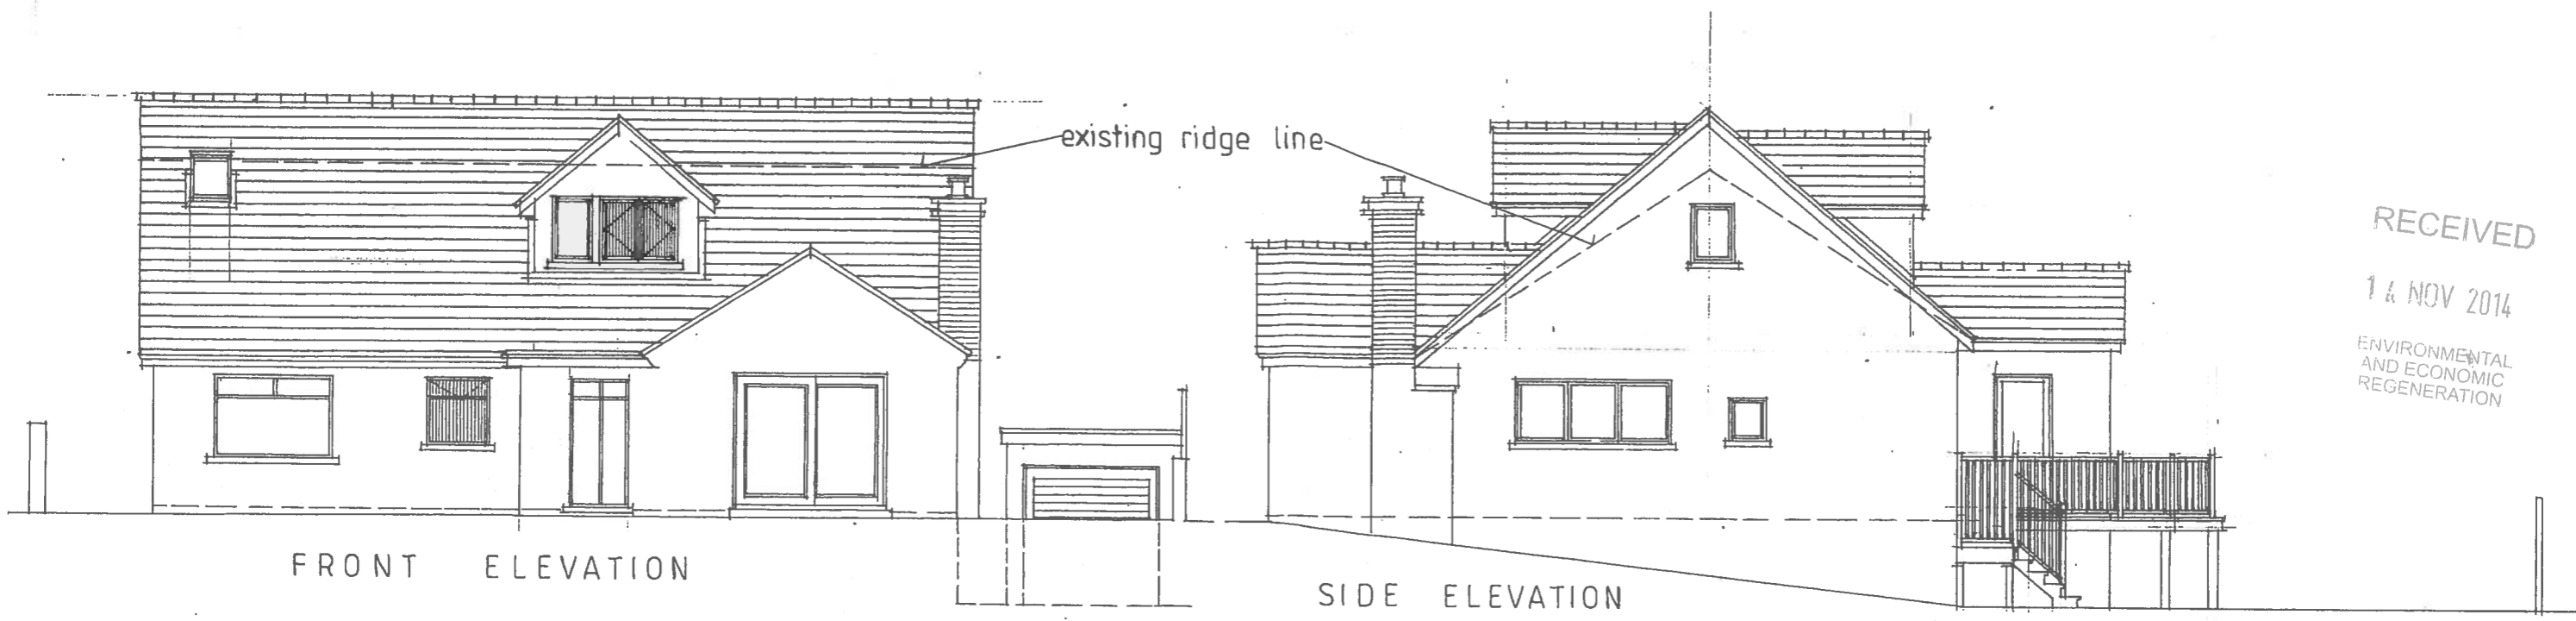 existing ridge line
FRONT ELEVATION
SIDE ELEVATION
RECEIVED
14 NOV 2014
ENVIRONMENTAL
AND ECONOMIC
REGENERATION